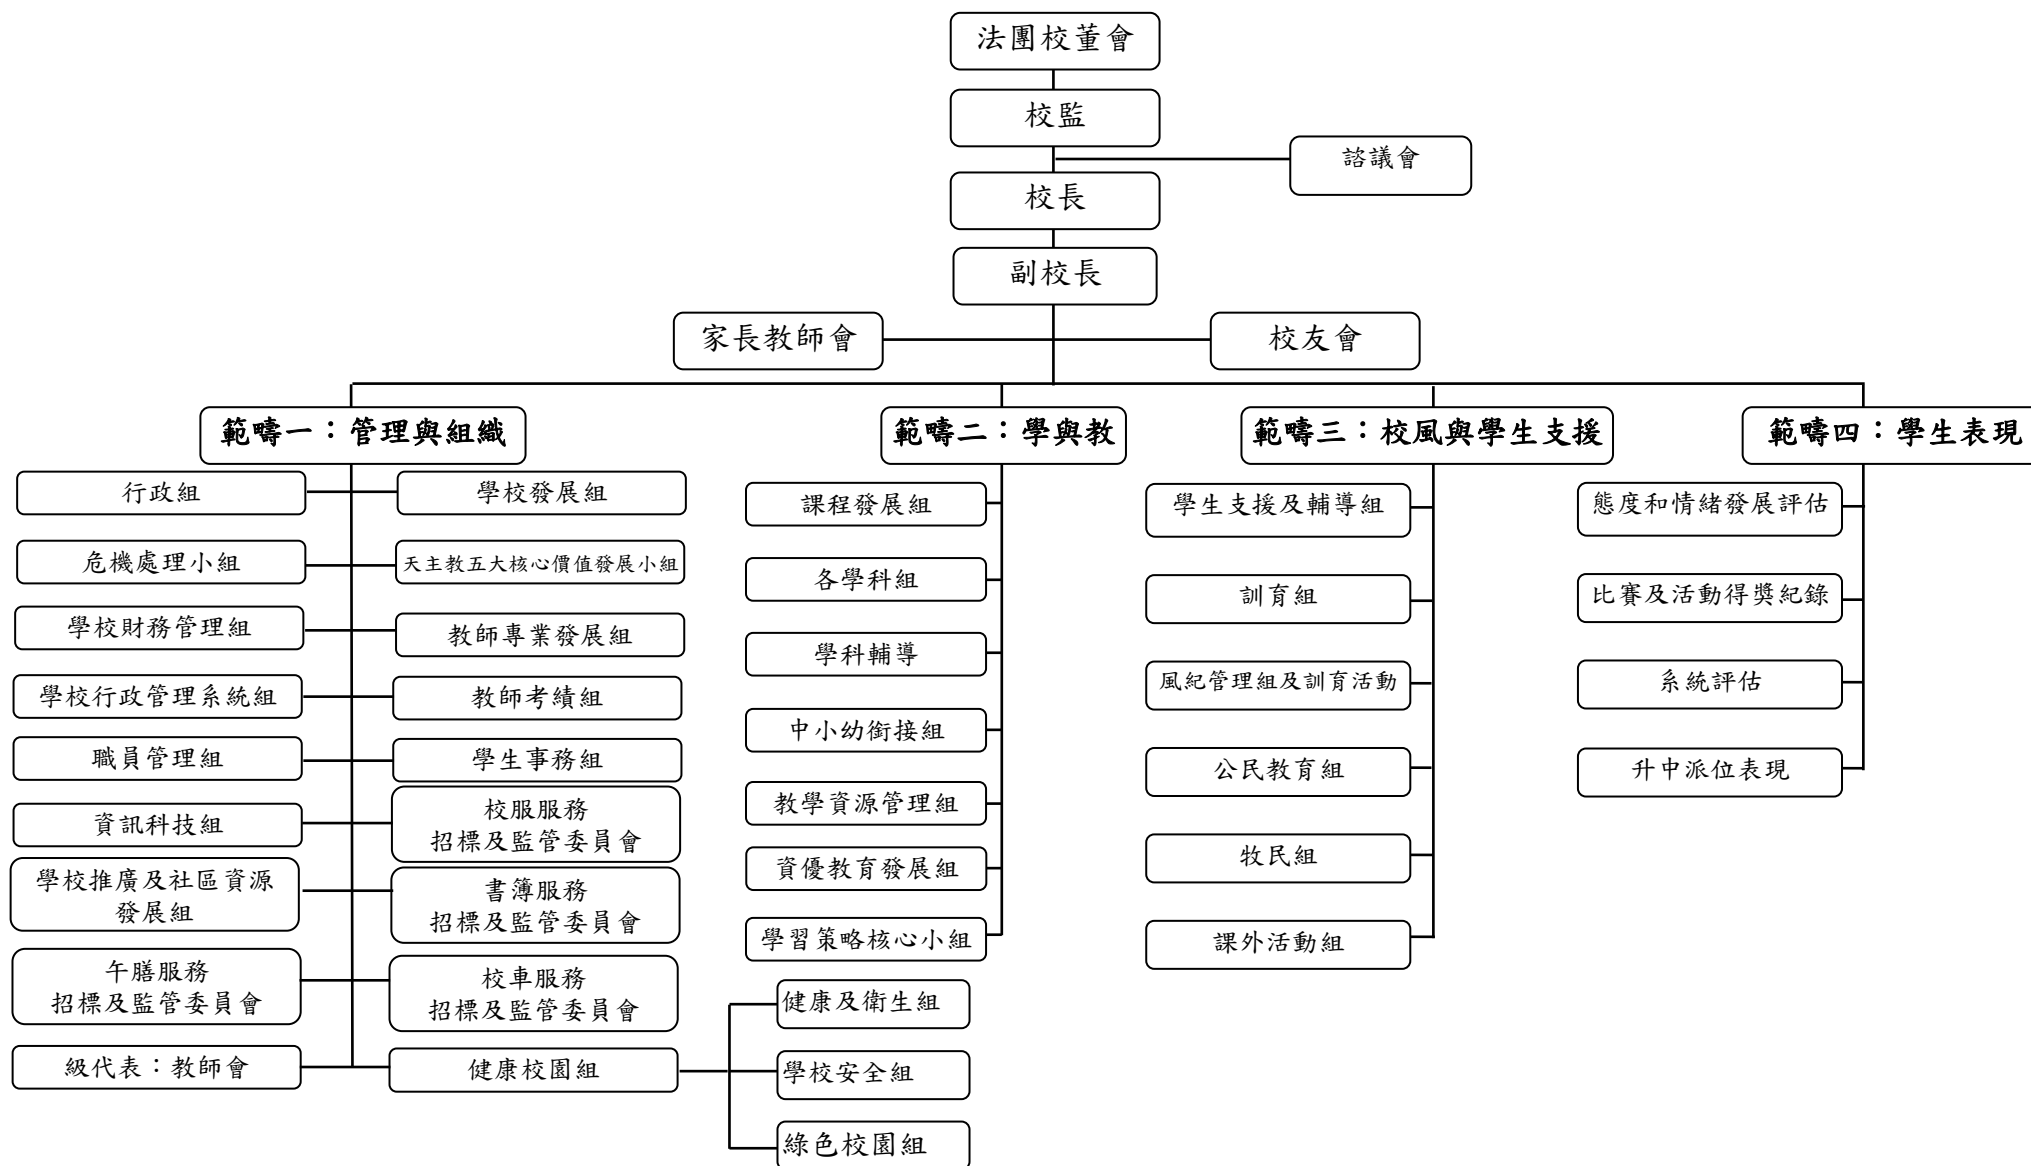 法團校董會
校監
諮議會
校長
副校長
家長教師會
校友會
範疇一：管理與組織
範疇二：學與教
範疇三：校風與學生支援
範疇四：學生表現
行政組
學校發展組
危機處理小組
天主教五大核心價值發展小組
學校財務管理組
教師專業發展組
學校行政管理系統組
教師考績組
職員管理組
學生事務組
資訊科技組
校服服務
招標及監管委員會
學校推廣及社區資源
發展組
書簿服務
招標及監管委員會
午膳服務
招標及監管委員會
校車服務
招標及監管委員會
級代表：教師會
健康校園組
健康及衛生組
學校安全組
綠色校園組
課程發展組
各學科組
學科輔導
中小幼銜接組
教學資源管理組
資優教育發展組
學習策略核心小組
學生支援及輔導組
訓育組
風紀管理組及訓育活動
公民教育組
牧民組
課外活動組
態度和情緒發展評估
比賽及活動得獎紀錄
系統評估
升中派位表現